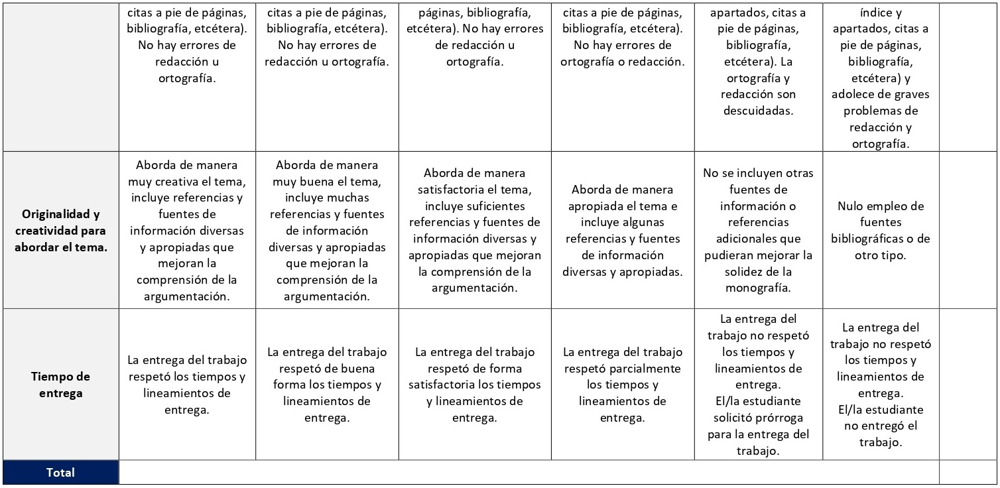 citas a pie de páginas,
bibliografía, etcétera).
No hay errores de
redacción u
ortografía.
citas a pie de páginas,
bibliografía, etcétera).
No hay errores de
redacción u ortografía.
páginas, bibliografía,
etcétera). No hay errores
de redacción u
ortografía.
citas a pie de páginas,
bibliografía, etcétera).
No hay errores de
ortografía o redacción.
apartados, citas a
pie de páginas,
bibliografía,
etcétera). La
ortografía y
redacción son
descuidadas.
índice y
apartados, citas a
pie de páginas,
bibliografía,
etcétera) y
adolece de graves
problemas de
redacción y
ortografía.
Originalidad y
creatividad para
abordar el tema.
Aborda de manera
muy creativa el tema,
incluye referencias y
fuentes de
información diversas
y apropiadas que
mejoran la
comprensión de la
argumentación.
Aborda de manera
muy buena el tema,
incluye muchas
referencias y fuentes
de información
diversas y apropiadas
que mejoran la
comprensión de la
argumentación.
Aborda de manera
satisfactoria el tema,
incluye suficientes
referencias y fuentes de
información diversas y
apropiadas que mejoran
la comprensión de la
argumentación.
Aborda de manera
apropiada el tema e
incluye algunas
referencias y fuentes
de información
diversas y apropiadas.
No se incluyen otras
fuentes de
información o
referencias
adicionales que
pudieran mejorar la
solidez de la
monografía.
Nulo empleo de
fuentes
bibliográficas o de
otro tipo.
Tiempo de
entrega
La entrega del trabajo
respetó los tiempos y
lineamientos de
entrega.
La entrega del trabajo
respetó de buena
forma los tiempos y
lineamientos de
entrega.
La entrega del trabajo
respetó de forma
satisfactoria los tiempos
y lineamientos de
entrega.
La entrega del trabajo
respetó parcialmente
los tiempos y
lineamientos de
entrega.
La entrega del
trabajo no respetó
los tiempos y
lineamientos de
entrega.
El/la estudiante
solicitó prórroga
para la entrega del
trabajo.
La entrega del
trabajo no respetó
los tiempos y
lineamientos de
entrega.
El/la estudiante
no entregó el
trabajo.
Total